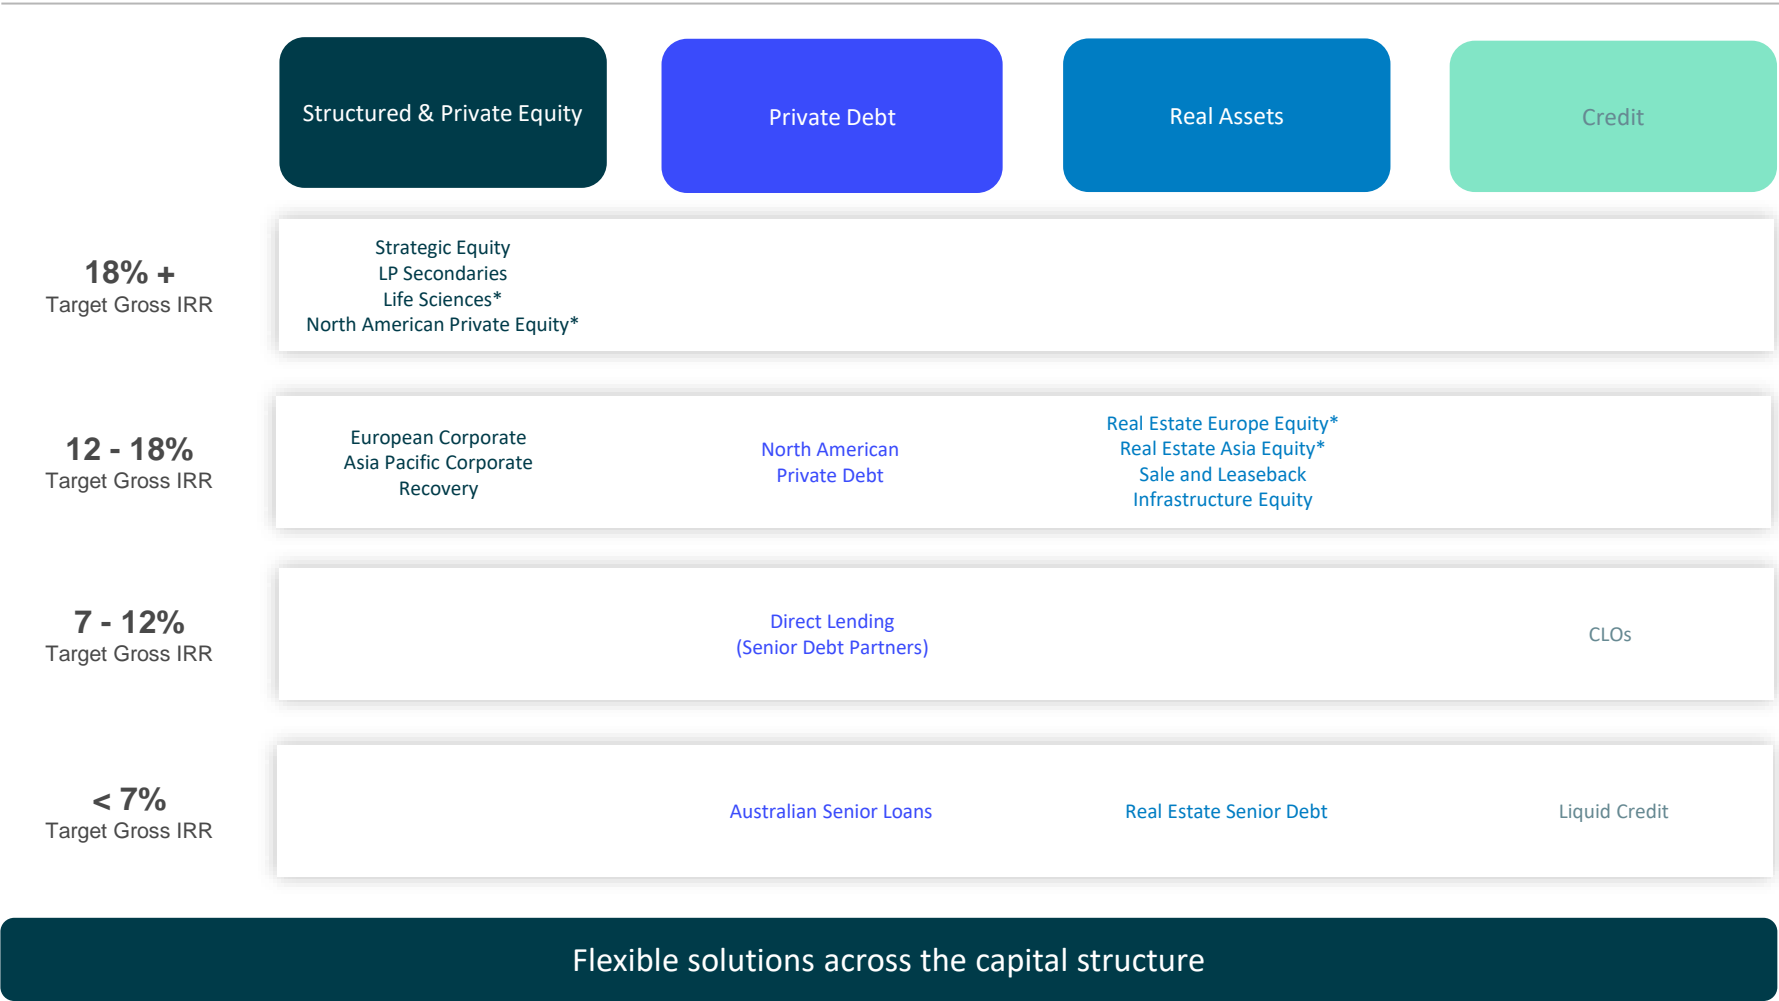 Structured & Private Equity
Private Debt
Real Assets
Credit
18% +
Target Gross IRR
Strategic Equity
LP Secondaries
Life Sciences*
North American Private Equity*
12 - 18%
Target Gross IRR
European Corporate
Asia Pacific Corporate
Recovery
North American
Private Debt
Real Estate Europe Equity*
Real Estate Asia Equity*
Sale and Leaseback
Infrastructure Equity
7 - 12%
Target Gross IRR
Direct Lending
(Senior Debt Partners)
CLOs
< 7%
Target Gross IRR
Australian Senior Loans
Real Estate Senior Debt
Liquid Credit
Flexible solutions across the capital structure